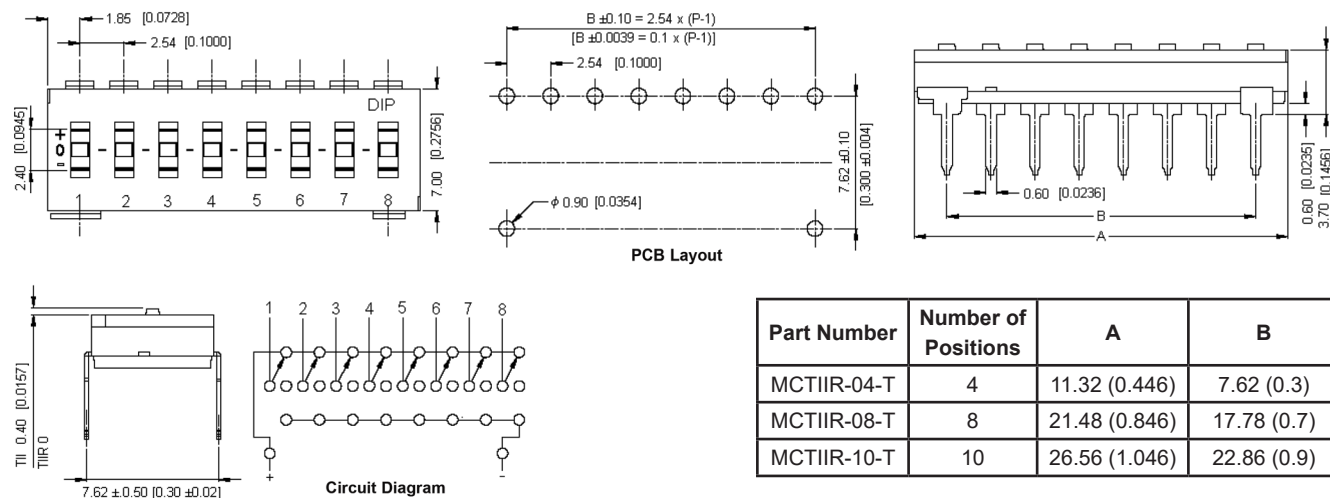 1.85 [0.0728]
2.54 [0.1000]
DIP
+
0
-
- - - - - - -
1 2 3 4 5 6 7 8
2.40 [0.0945]
7.00 [0.2756]
B ±0.10 = 2.54 x (P-1)
[B ±0.0039 = 0.1 x (P-1)]
2.54 [0.1000]
7.62 ±0.10
[0.300 ±0.004]
ϕ 0.90 [0.0354]
PCB Layout
0.60 [0.0236]
B
A
0.60 [0.0235]
3.70 [0.1456]
TII 0.40 [0.0157]
TIIR 0
7.62 ±0.50 [0.30 ±0.02]
1 2 3 4 5 6 7 8
+ -
Circuit Diagram
Part Number Number of Positions A B
MCTIIR-04-T 4 11.32 (0.446) 7.62 (0.3)
MCTIIR-08-T 8 21.48 (0.846) 17.78 (0.7)
MCTIIR-10-T 10 26.56 (1.046) 22.86 (0.9)